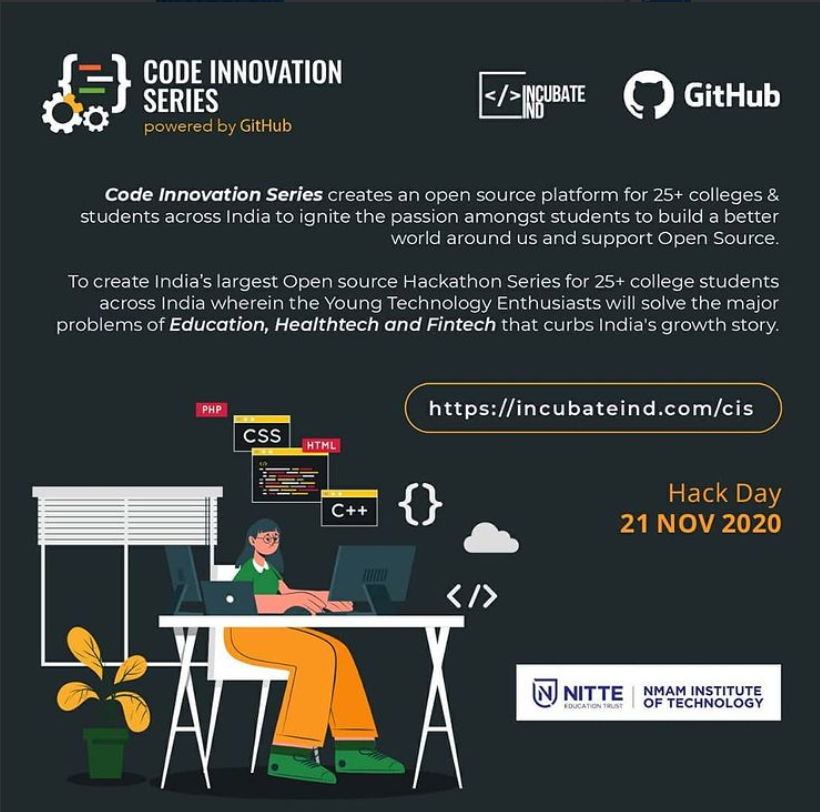 CODE INNOVATION
SERIES
powered by GitHub
</>INCUBATE
IND
GitHub
Code Innovation Series creates an open source platform for 25+ colleges &
students across India to ignite the passion amongst students to build a better
world around us and support Open Source.
To create India's largest Open source Hackathon Series for 25+ college students
across India wherein the Young Technology Enthusiasts will solve the major
problems of Education, Healthtech and Fintech that curbs India's growth story.
https://incubateind.com/cis
PHP
CSS
HTML
</>
C++
{}
Hack Day
21 NOV 2020
</>
NITTE
EDUCATION TRUST
NMAM INSTITUTE
OF TECHNOLOGY